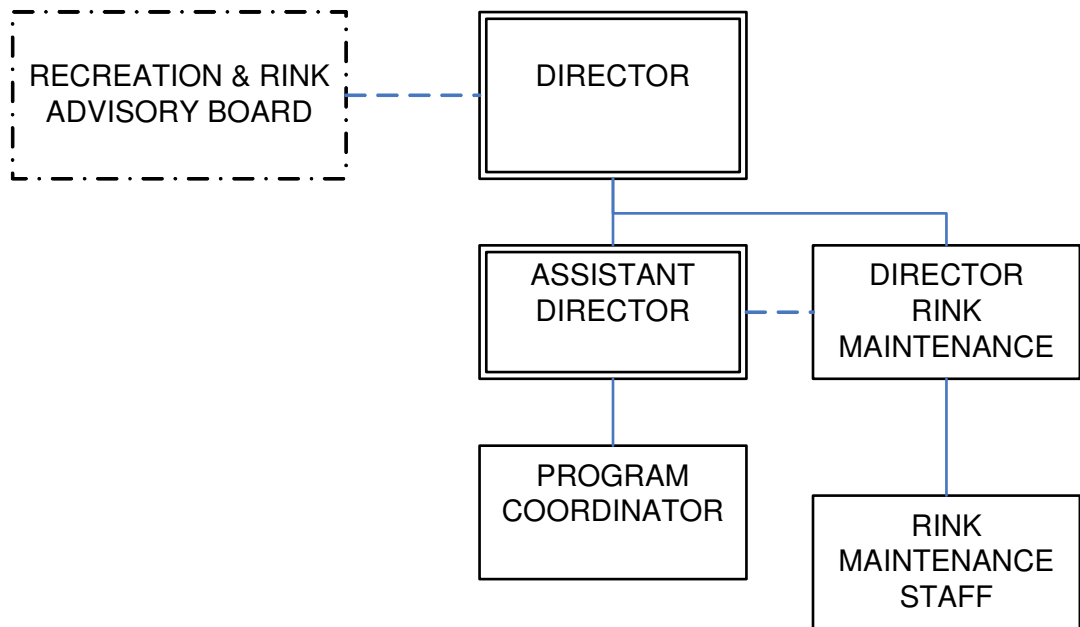 RECREATION & RINK
ADVISORY BOARD
DIRECTOR
ASSISTANT
DIRECTOR
DIRECTOR
RINK
MAINTENANCE
PROGRAM
COORDINATOR
RINK
MAINTENANCE
STAFF